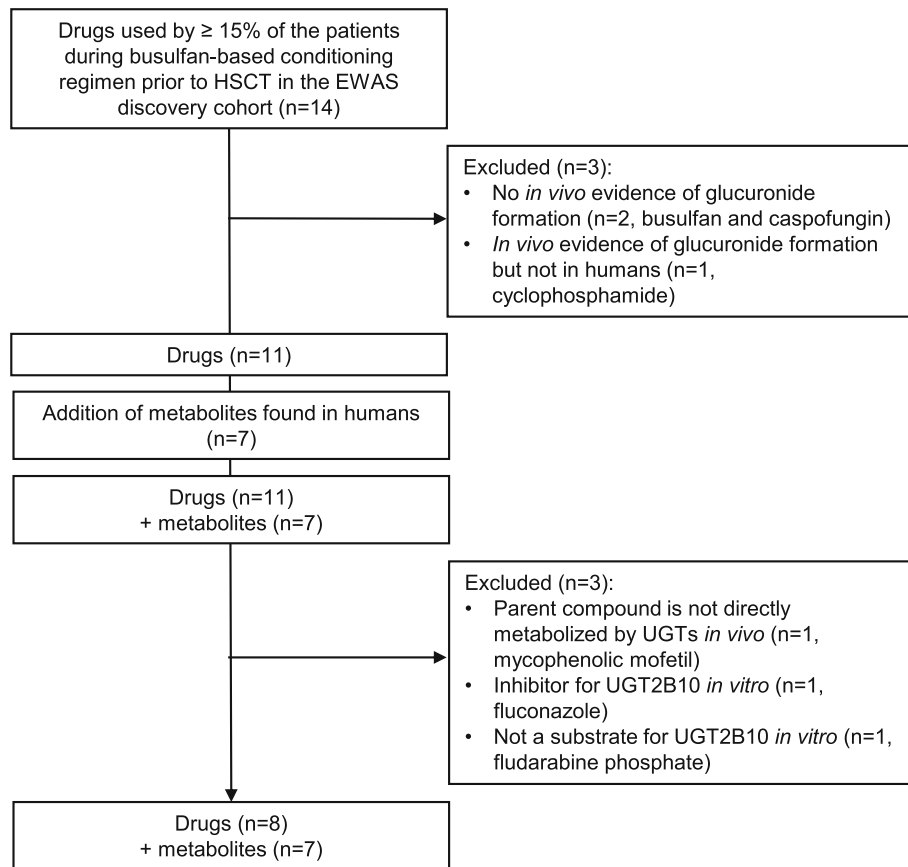 Drugs used by ≥ 15% of the patients
during busulfan-based conditioning
regimen prior to HSCT in the EWAS
discovery cohort (n=14)
Excluded (n=3):
• No in vivo evidence of glucuronide
formation (n=2, busulfan and caspofungin)
• In vivo evidence of glucuronide formation
but not in humans (n=1,
cyclophosphamide)
Drugs (n=11)
Addition of metabolites found in humans
(n=7)
Drugs (n=11)
+ metabolites (n=7)
Excluded (n=3):
• Parent compound is not directly
metabolized by UGTs in vivo (n=1,
mycophenolic mofetil)
• Inhibitor for UGT2B10 in vitro (n=1,
fluconazole)
• Not a substrate for UGT2B10 in vitro (n=1,
fludarabine phosphate)
Drugs (n=8)
+ metabolites (n=7)